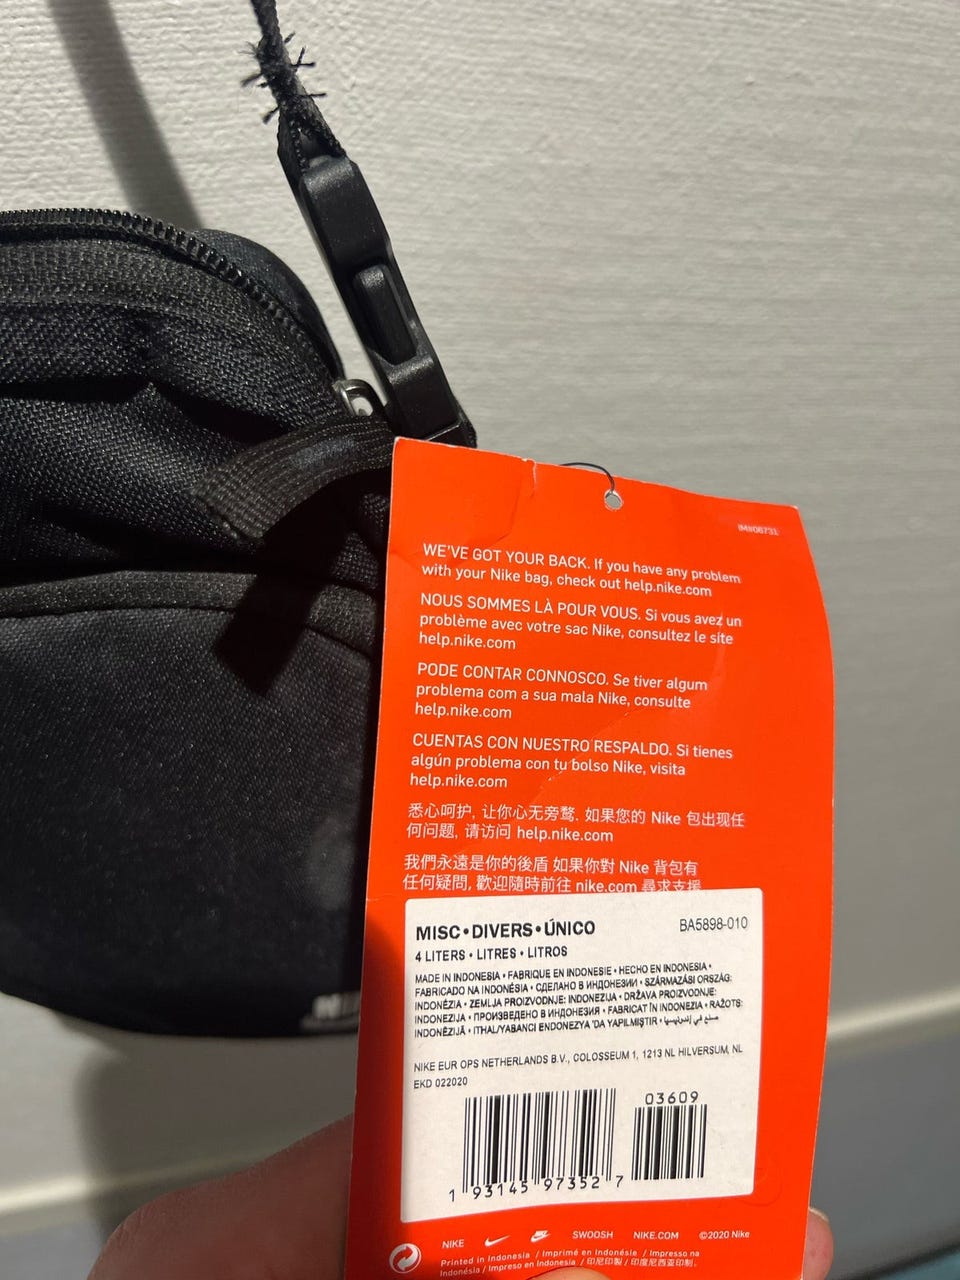 IM#06731
WE'VE GOT YOUR BACK. If you have any problem
with your Nike bag, check out help.nike.com
NOUS SOMMES LÀ POUR VOUS. Si vous avez un
problème avec votre sac Nike, consultez le site
help.nike.com
PODE CONTAR CONNOSCO. Se tiver algum
problema com a sua mala Nike, consulte
help.nike.com
CUENTAS CON NUESTRO RESPALDO. Si tienes
algún problema con tu bolso Nike, visita
help.nike.com
悉心呵护, 让你心无旁骛. 如果您的 Nike 包出现任
何问题, 请访问 help.nike.com
我們永遠是你的後盾 如果你對 Nike 背包有
任何疑問, 歡迎隨時前往 nike.com 尋求支援
MISC • DIVERS • ÚNICO BA5898-010
4 LITERS • LITRES • LITROS
MADE IN INDONESIA • FABRIQUE EN INDONESIE • HECHO EN INDONESIA •
FABRICADO NA INDONÉSIA • СДЕЛАНО В ИНДОНЕЗИИ • SZÁRMAZÁSI ORSZÁG:
INDONÉZIA • ZEMLJA PROIZVODNJE: INDONEZIJA • DRŽAVA PROIZVODNJE:
INDONEZIJA • ПРОИЗВЕДЕНО В ИНДОНЕЗИЯ • FABRICAT ÎN INDONEZIA • RAŽOTS:
INDONĒZIJĀ • ITHAL/YABANCI ENDONEZYA 'DA YAPILMIŞTIR • صنع في إندونيسيا •
NIKE EUR OPS NETHERLANDS B.V., COLOSSEUM 1, 1213 NL HILVERSUM, NL
EKD 022020
03609
1 93145 97352 7
NIKE SWOOSH NIKE.COM ©2020 Nike
Printed in Indonesia / Imprimé en Indonésie / Impresso na
Indonésia / Impreso en Indonesia / 印尼印製 / 印度尼西亚印制.